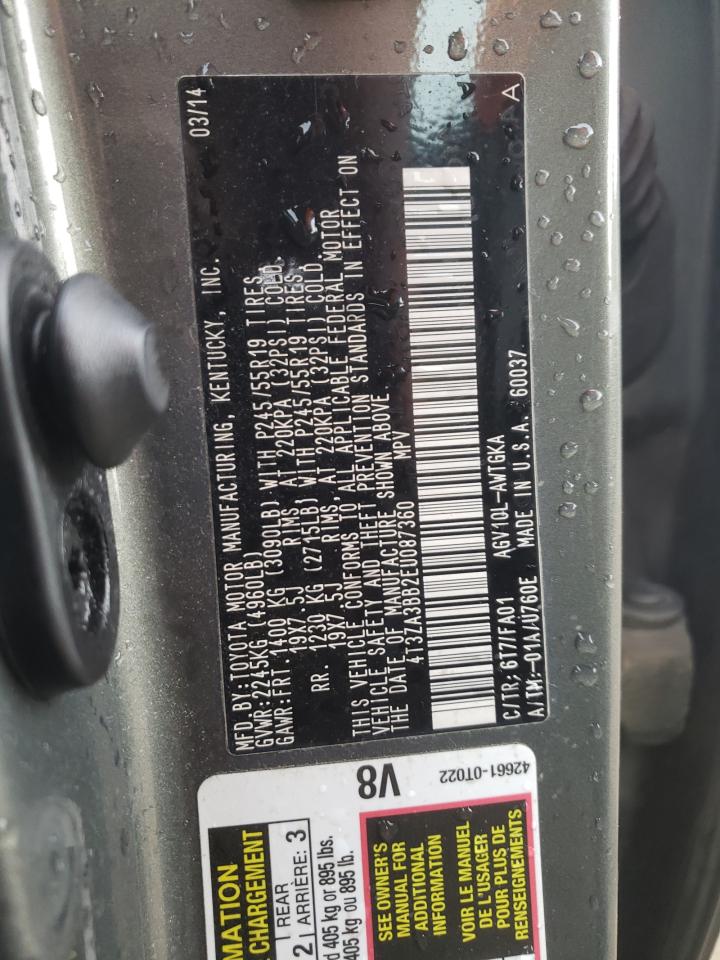 MFD. BY: TOYOTA MOTOR MANUFACTURING, KENTUCKY, INC. 03/14
GVWR: 2245KG (4960LB)
GAWR: FRT. 1400 KG (3090LB) WITH P245/55R19 TIRES,
19X7.5J RIMS, AT 220KPA (32PSI) COLD.
RR. 1230 KG (2715LB) WITH P245/55R19 TIRES,
19X7.5J RIMS, AT 220KPA (32PSI) COLD.
THIS VEHICLE CONFORMS TO ALL APPLICABLE FEDERAL MOTOR
VEHICLE SAFETY AND THEFT PREVENTION STANDARDS IN EFFECT ON
THE DATE OF MANUFACTURE SHOWN ABOVE.
4T3ZA3BB2EU087360 MPV
C/TR: 6T7/FA01 AGV10L-AWTGKA
A/TM: -01A/U760E MADE IN U.S.A. 60037
A
V8
42661-0T022
CHARGEMENT
2 REAR
ARRIÈRE: 3
405 kg or 895 lbs.
405 kg ou 895 lb.
SEE OWNER'S
MANUAL FOR
ADDITIONAL
INFORMATION
VOIR LE MANUEL
DE L'USAGER
POUR PLUS DE
RENSEIGNEMENTS